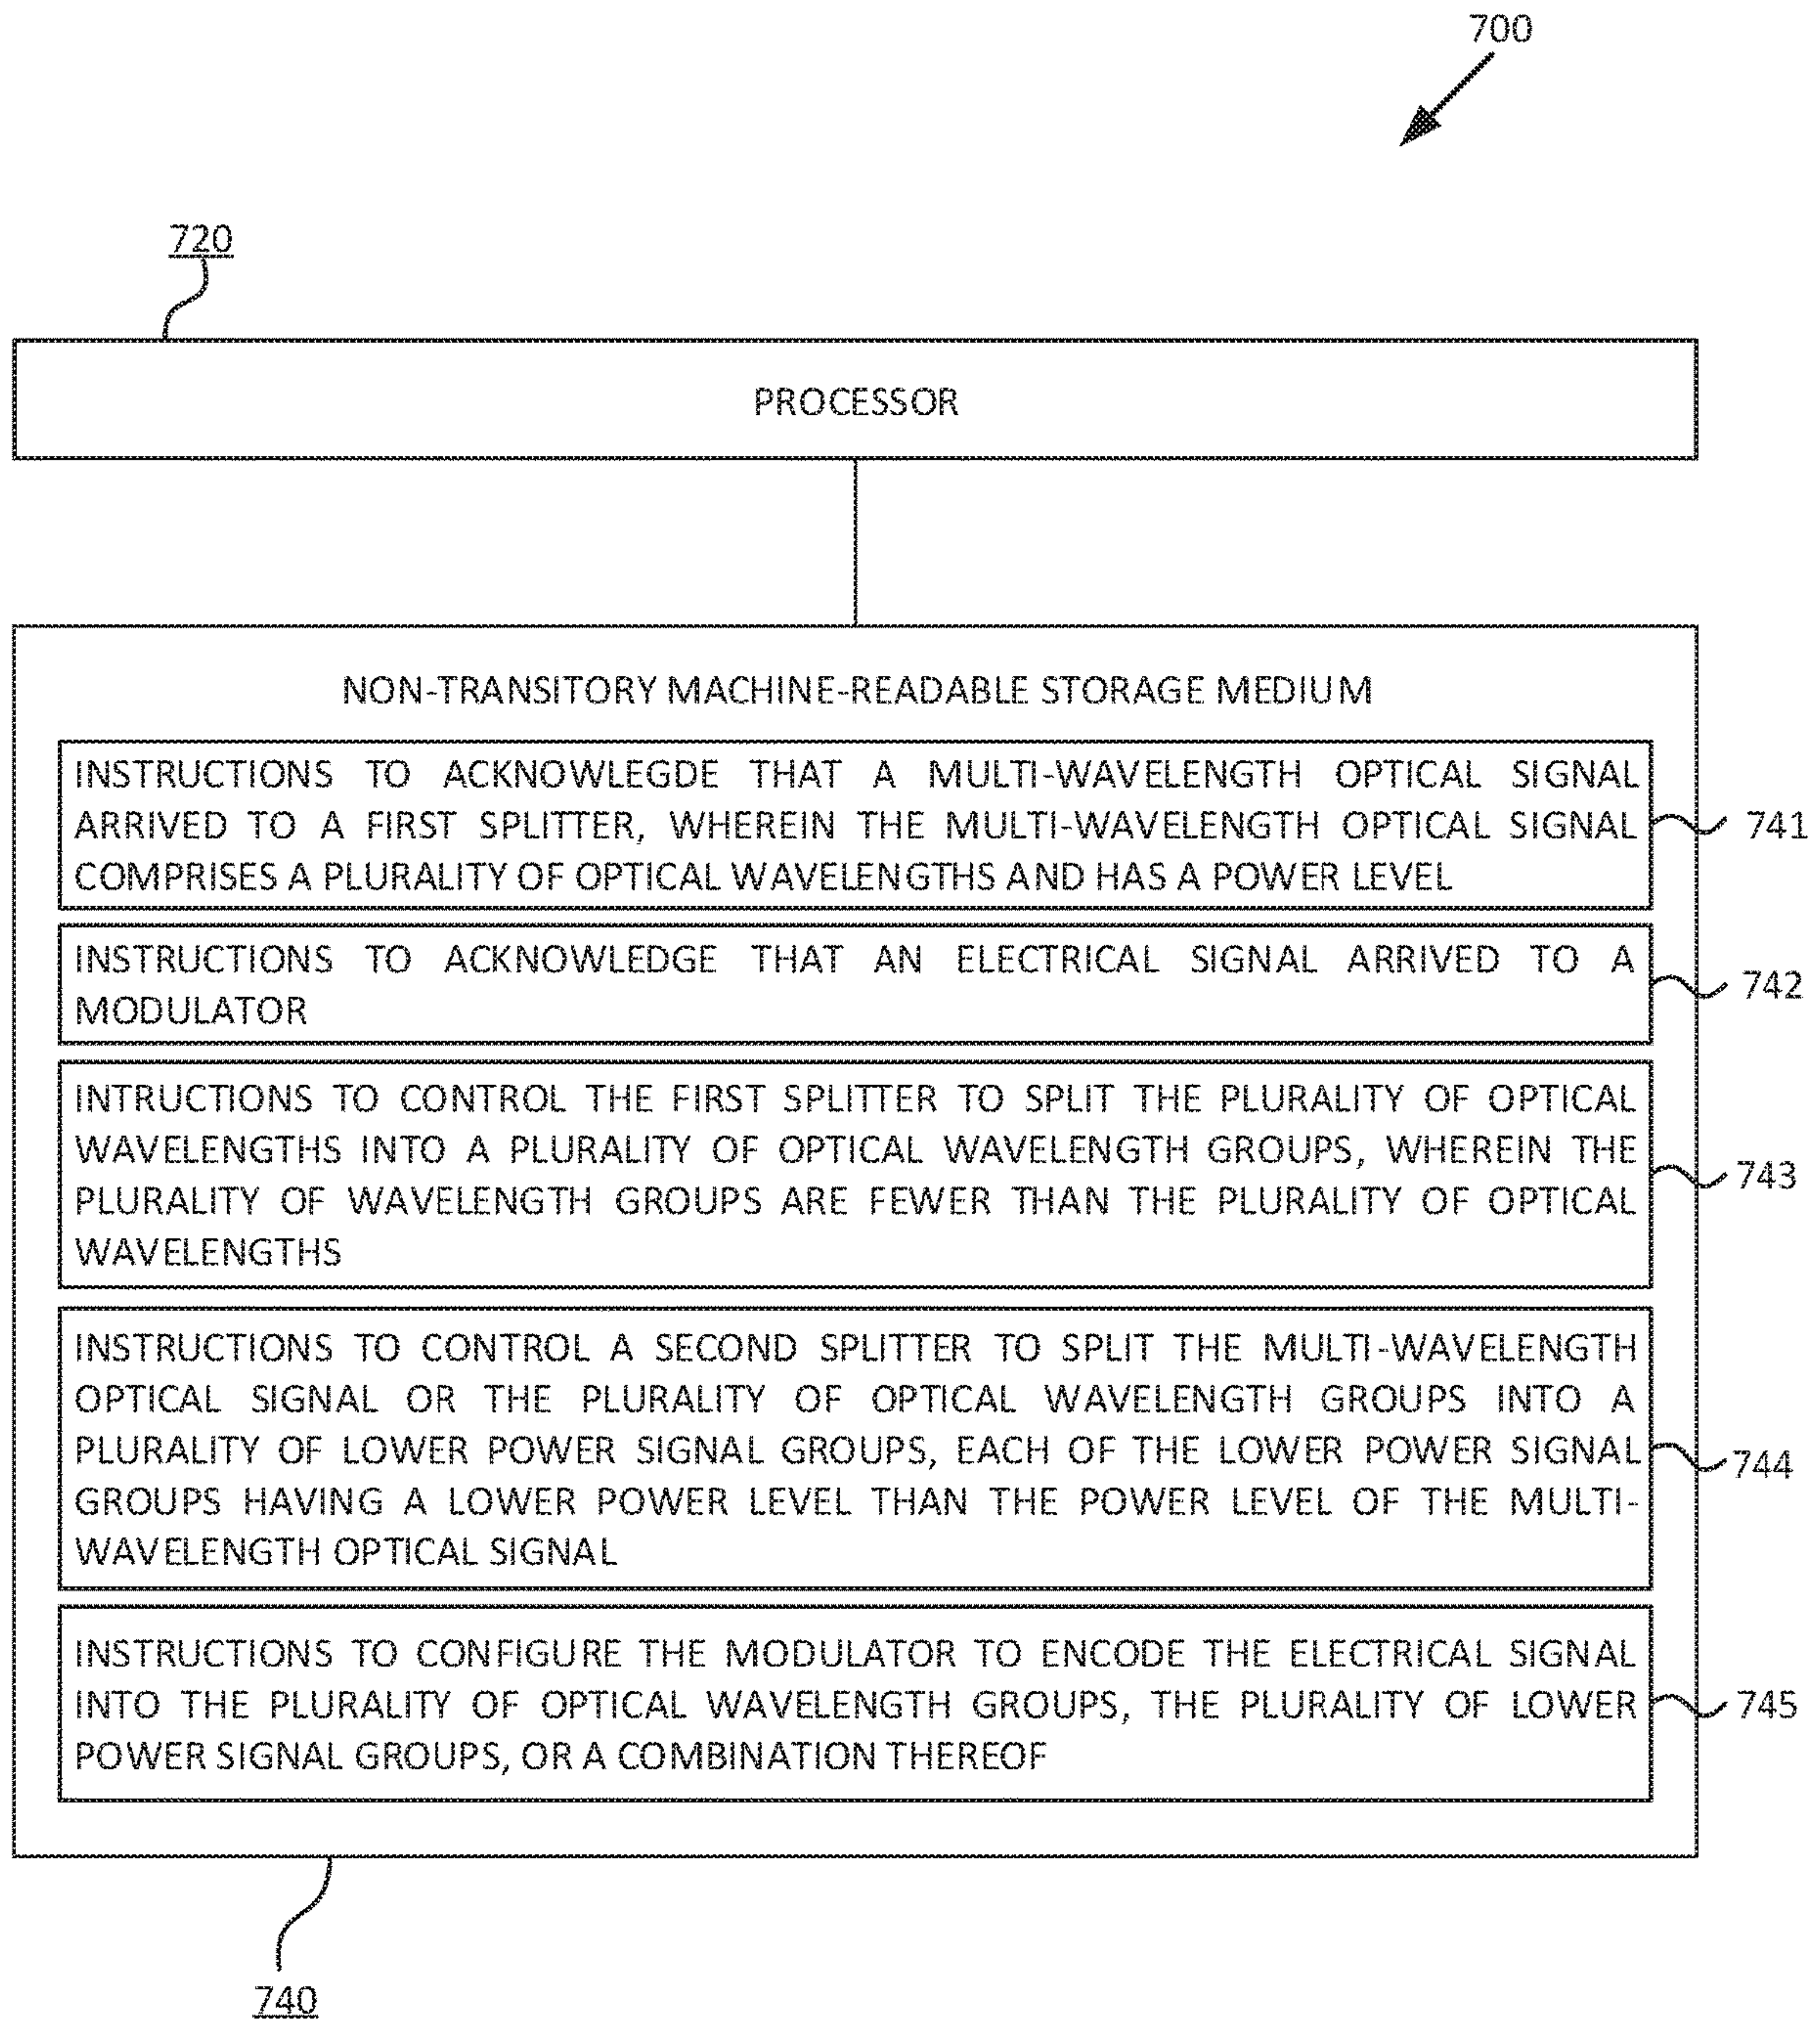 700
720
PROCESSOR
NON-TRANSITORY MACHINE-READABLE STORAGE MEDIUM
INSTRUCTIONS TO ACKNOWLEGDE THAT A MULTI-WAVELENGTH OPTICAL SIGNAL
ARRIVED TO A FIRST SPLITTER, WHEREIN THE MULTI-WAVELENGTH OPTICAL SIGNAL
COMPRISES A PLURALITY OF OPTICAL WAVELENGTHS AND HAS A POWER LEVEL
741
INSTRUCTIONS TO ACKNOWLEDGE THAT AN ELECTRICAL SIGNAL ARRIVED TO A
MODULATOR
742
INTRUCTIONS TO CONTROL THE FIRST SPLITTER TO SPLIT THE PLURALITY OF OPTICAL
WAVELENGTHS INTO A PLURALITY OF OPTICAL WAVELENGTH GROUPS, WHEREIN THE
PLURALITY OF WAVELENGTH GROUPS ARE FEWER THAN THE PLURALITY OF OPTICAL
WAVELENGTHS
743
INSTRUCTIONS TO CONTROL A SECOND SPLITTER TO SPLIT THE MULTI-WAVELENGTH
OPTICAL SIGNAL OR THE PLURALITY OF OPTICAL WAVELENGTH GROUPS INTO A
PLURALITY OF LOWER POWER SIGNAL GROUPS, EACH OF THE LOWER POWER SIGNAL
GROUPS HAVING A LOWER POWER LEVEL THAN THE POWER LEVEL OF THE MULTI-
WAVELENGTH OPTICAL SIGNAL
744
INSTRUCTIONS TO CONFIGURE THE MODULATOR TO ENCODE THE ELECTRICAL SIGNAL
INTO THE PLURALITY OF OPTICAL WAVELENGTH GROUPS, THE PLURALITY OF LOWER
POWER SIGNAL GROUPS, OR A COMBINATION THEREOF
745
740